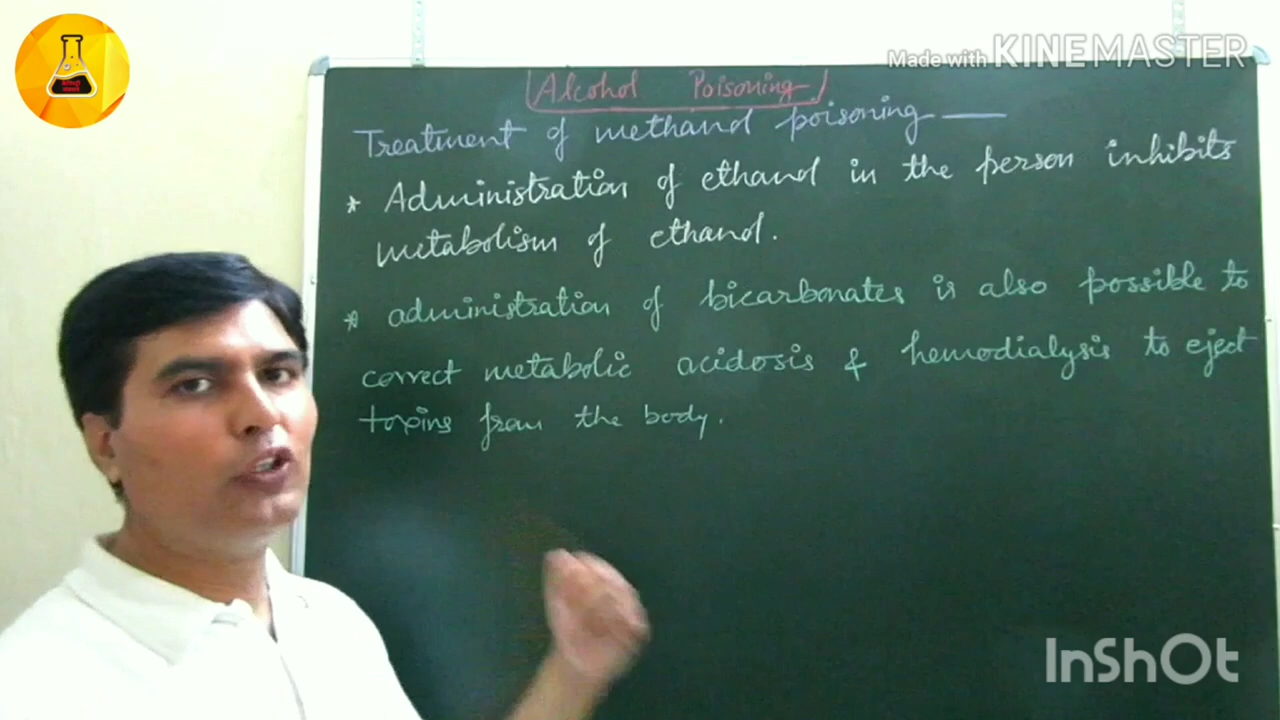 Made with KINEMASTER
Alcohol Poisoning
Treatment of methanol poisoning —
* Administration of ethanol in the person inhibits
metabolism of ethanol.
* administration of bicarbonates is also possible to
correct metabolic acidosis & hemodialysis to eject
toxins from the body.
InShOt